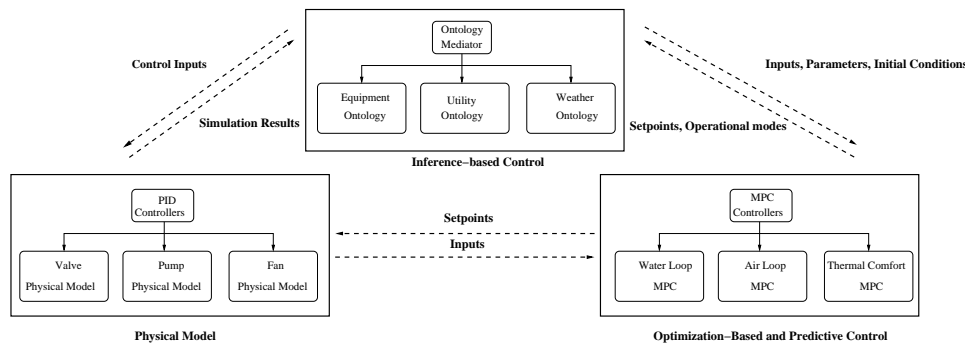 Ontology
Mediator
Equipment
Ontology
Utility
Ontology
Weather
Ontology
Inference−based Control
Control Inputs
Simulation Results
Inputs, Parameters, Initial Conditions
Setpoints, Operational modes
PID
Controllers
Valve
Physical Model
Pump
Physical Model
Fan
Physical Model
Physical Model
Setpoints
Inputs
MPC
Controllers
Water Loop
MPC
Air Loop
MPC
Thermal Comfort
MPC
Optimization−Based and Predictive Control